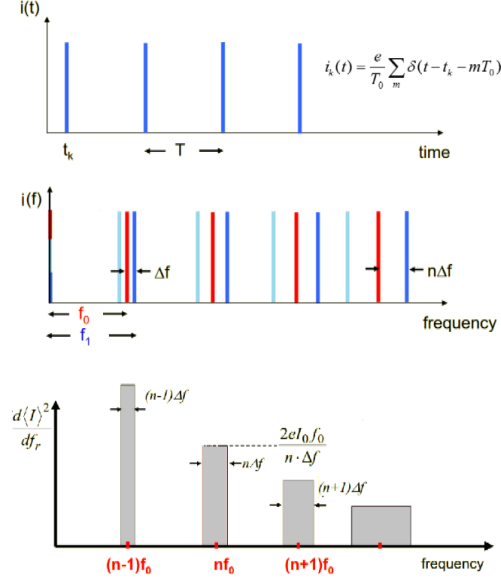 i(t)
i_k(t) = e/T_0 ∑_m δ(t − t_k − mT_0)
t_k
T
time
i(f)
Δf
nΔf
f_0
f_1
frequency
d⟨I⟩²/df_r
(n-1)Δf
2eI_0f_0/n·Δf
nΔf
(n+1)Δf
(n-1)f_0
nf_0
(n+1)f_0
frequency